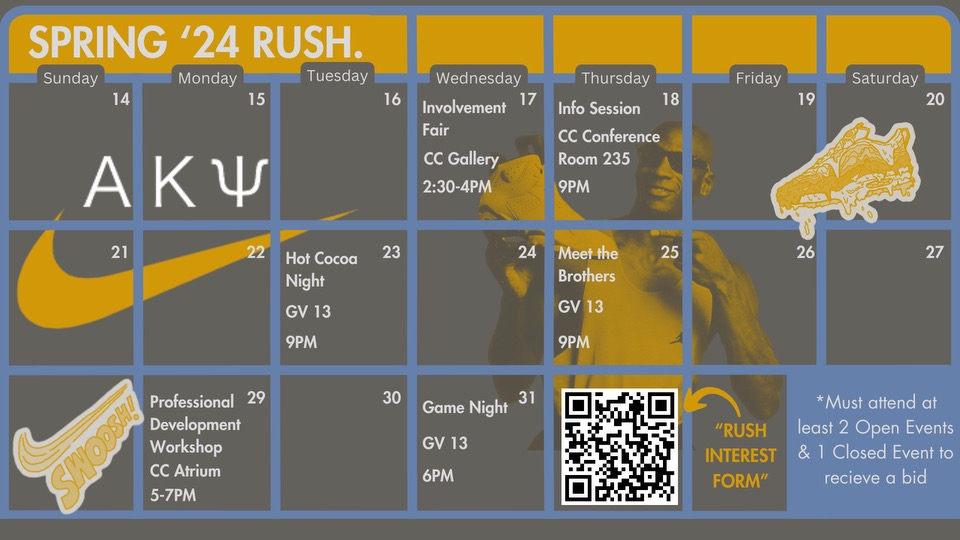 SPRING ‘24 RUSH.
Sunday
Monday
Tuesday
Wednesday
Thursday
Friday
Saturday
14
15
16
Involvement 17
Fair
CC Gallery
2:30-4PM
Info Session 18
CC Conference
Room 235
9PM
19
20
ΑΚΨ
21
22
Hot Cocoa 23
Night
GV 13
9PM
24
Meet the 25
Brothers
GV 13
9PM
26
27
SWOOSH!
Professional 29
Development
Workshop
CC Atrium
5-7PM
30
Game Night 31
GV 13
6PM
“RUSH
INTEREST
FORM”
*Must attend at
least 2 Open Events
& 1 Closed Event to
recieve a bid